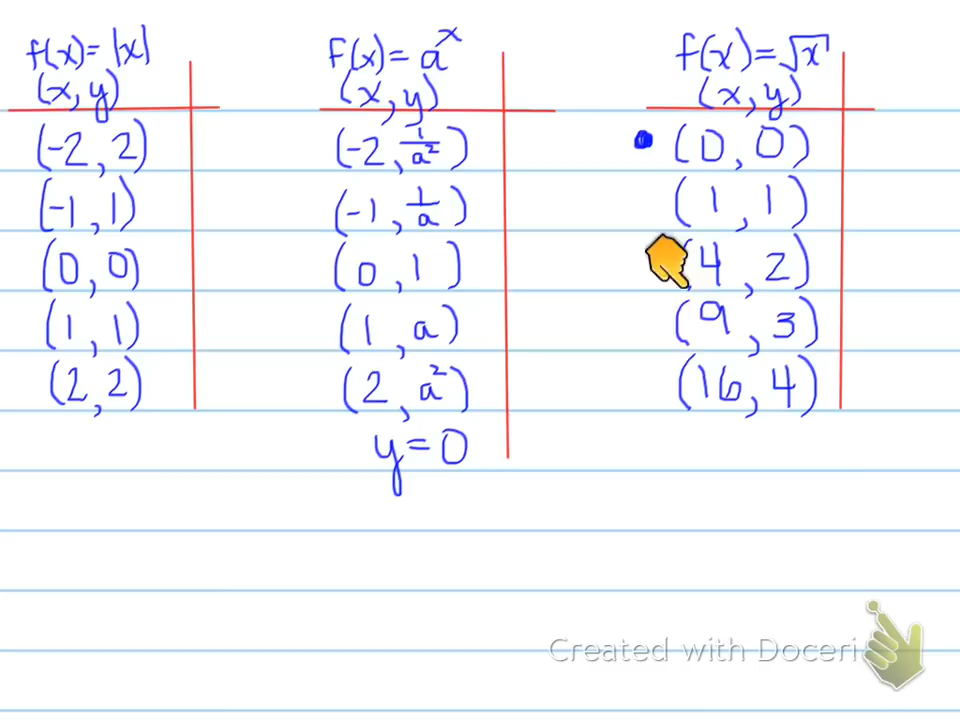 f(x) = |x|
(x, y)
(-2, 2)
(-1, 1)
(0, 0)
(1, 1)
(2, 2)
F(x) = a^x
(x, y)
(-2, 1/a²)
(-1, 1/a)
(0, 1)
(1, a)
(2, a²)
y = 0
f(x) = √x
(x, y)
(0, 0)
(1, 1)
(4, 2)
(9, 3)
(16, 4)
Created with Doceri